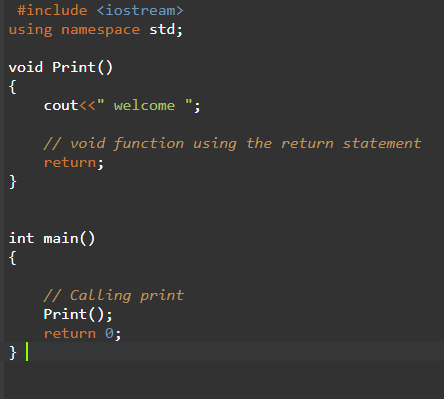 #include <iostream>
using namespace std;
void Print()
{
cout<<" welcome ";
// void function using the return statement
return;
}
int main()
{
// Calling print
Print();
return 0;
}